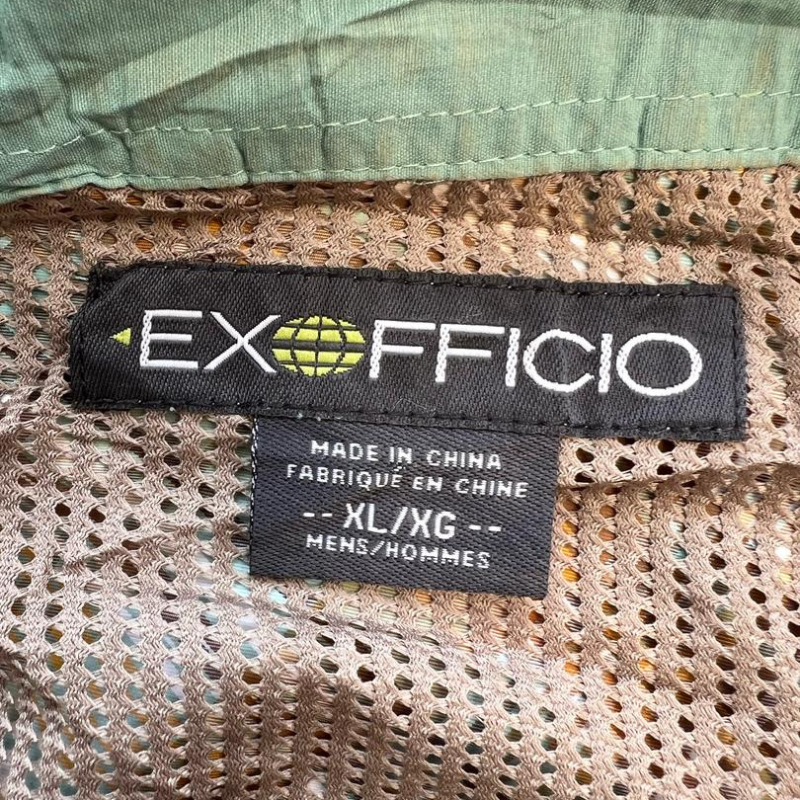 EXOFFICIO
MADE IN CHINA
FABRIQUÉ EN CHINE
-- XL/XG --
MENS/HOMMES